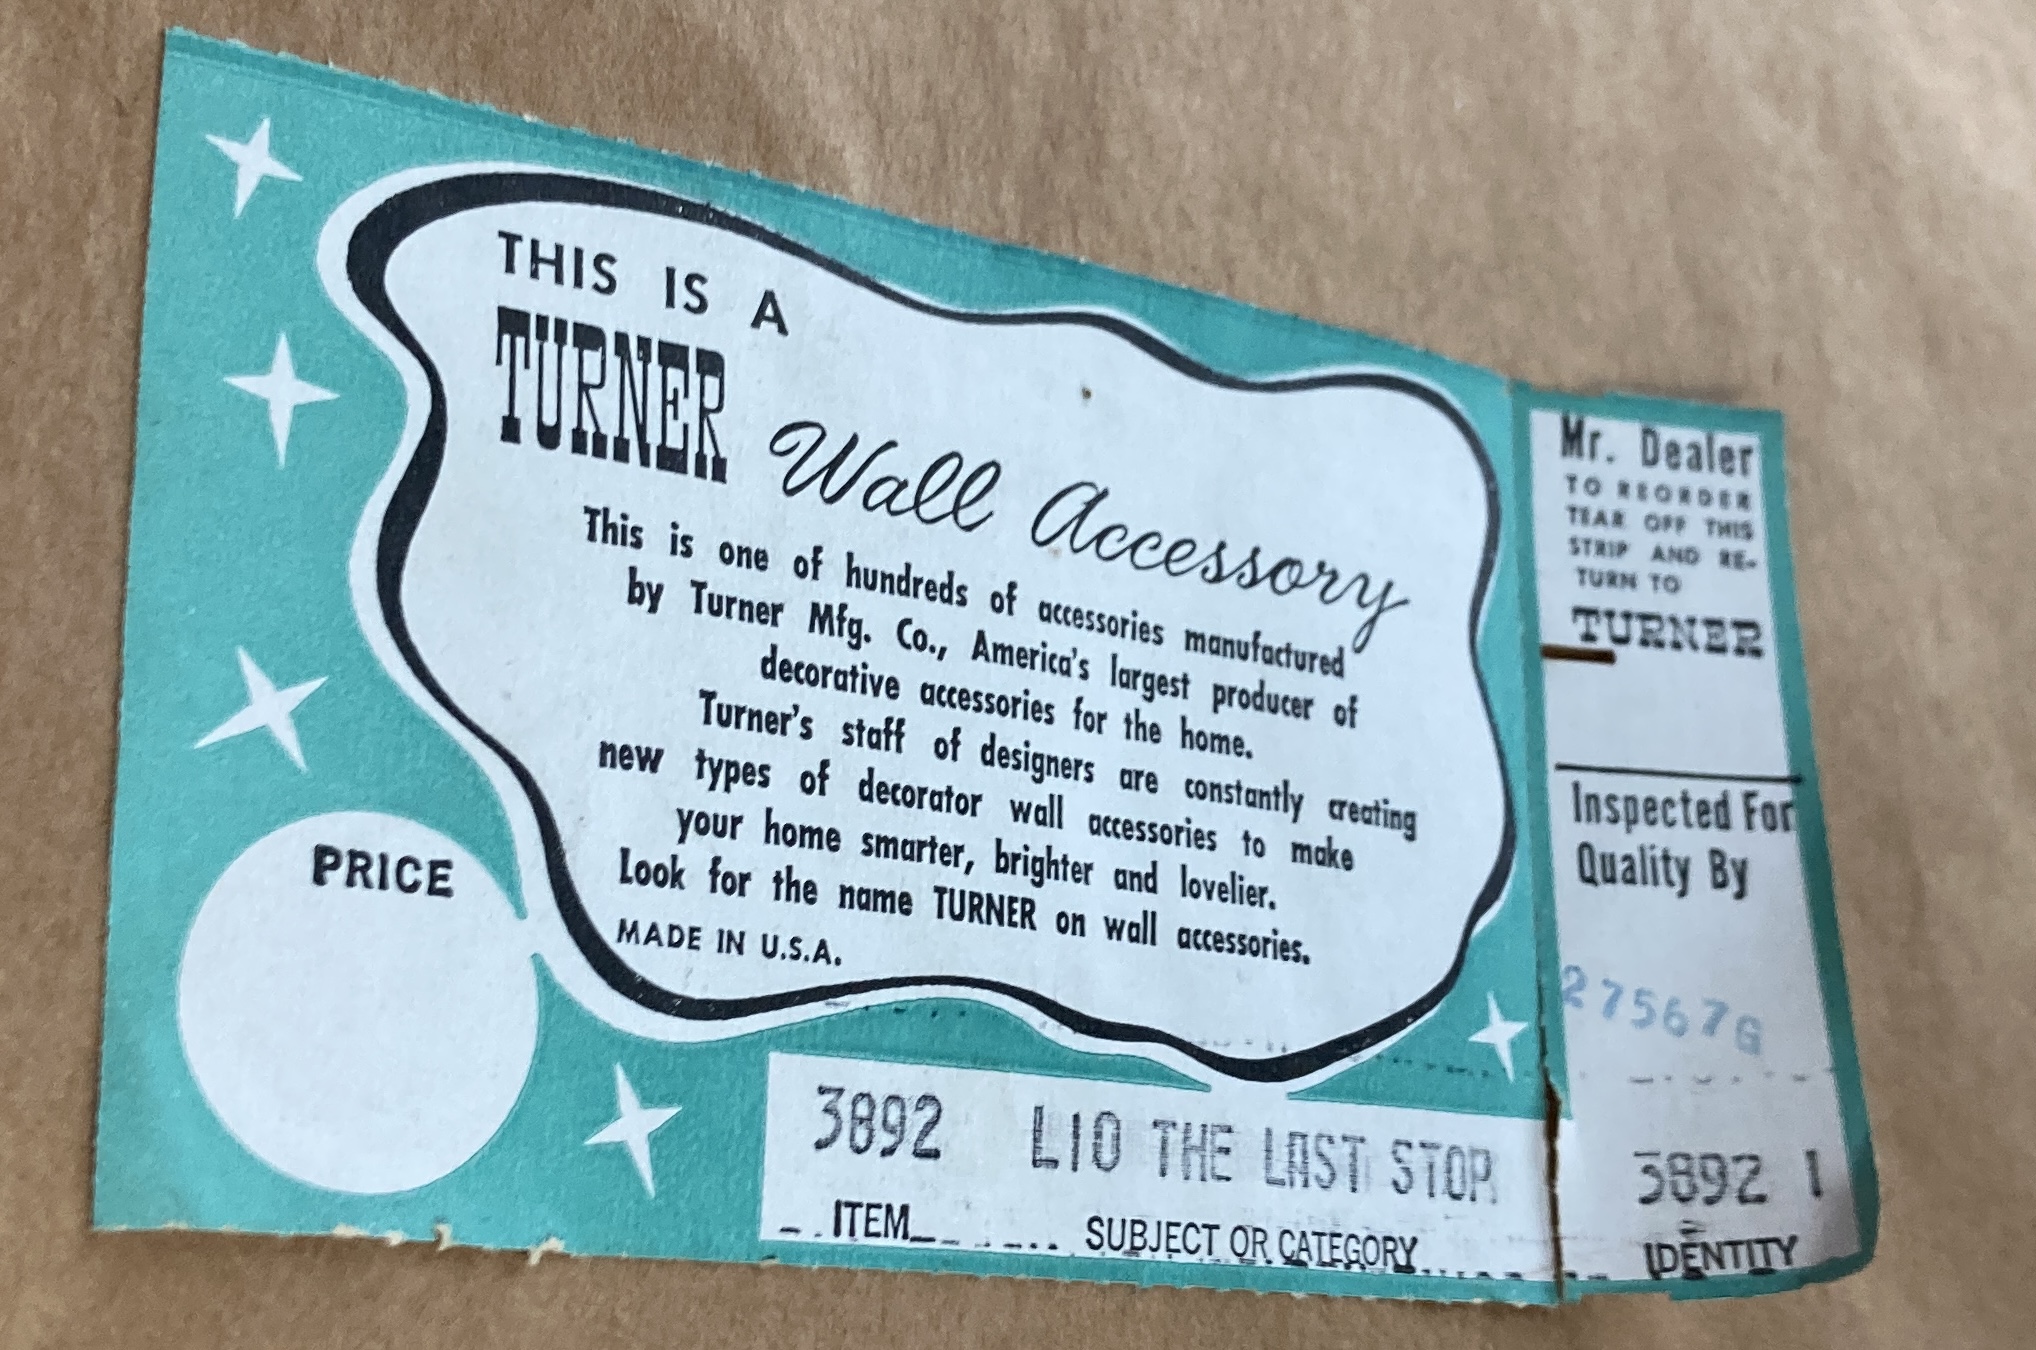 THIS IS A
TURNER Wall Accessory
This is one of hundreds of accessories manufactured
by Turner Mfg. Co., America's largest producer of
decorative accessories for the home.
Turner's staff of designers are constantly creating
new types of decorator wall accessories to make
your home smarter, brighter and lovelier.
Look for the name TURNER on wall accessories.
MADE IN U.S.A.
PRICE
3892 L10 THE LAST STOP
ITEM SUBJECT OR CATEGORY
Mr. Dealer
TO REORDER
TEAR OFF THIS
STRIP AND RE-
TURN TO
TURNER
Inspected For
Quality By
27567G
3892 1
IDENTITY